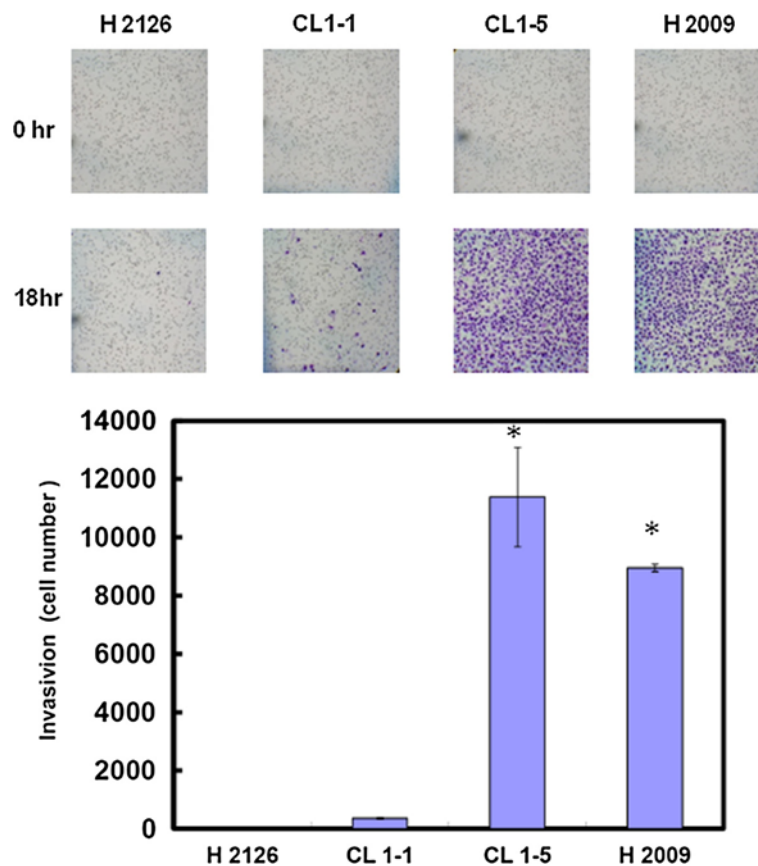 H 2126 CL1-1 CL1-5 H 2009
0 hr
18hr
14000
12000
10000
8000
6000
4000
2000
0
Invasivion (cell number )
*
*
H 2126 CL 1-1 CL 1-5 H 2009